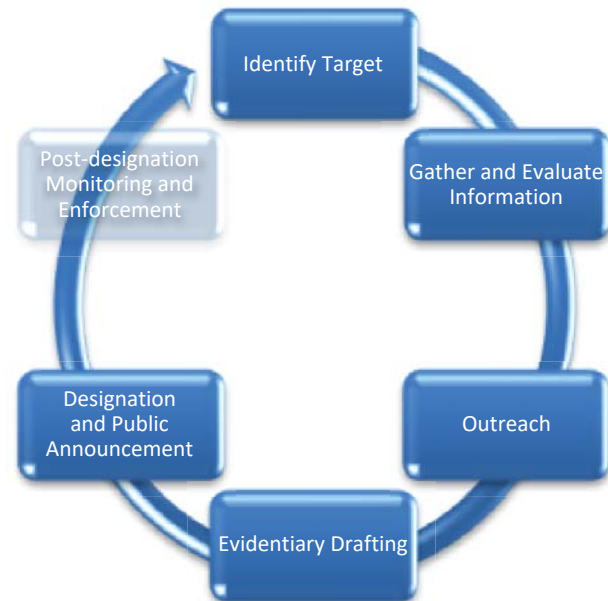 Identify Target
Gather and Evaluate
Information
Outreach
Evidentiary Drafting
Designation
and Public
Announcement
Post-designation
Monitoring and
Enforcement